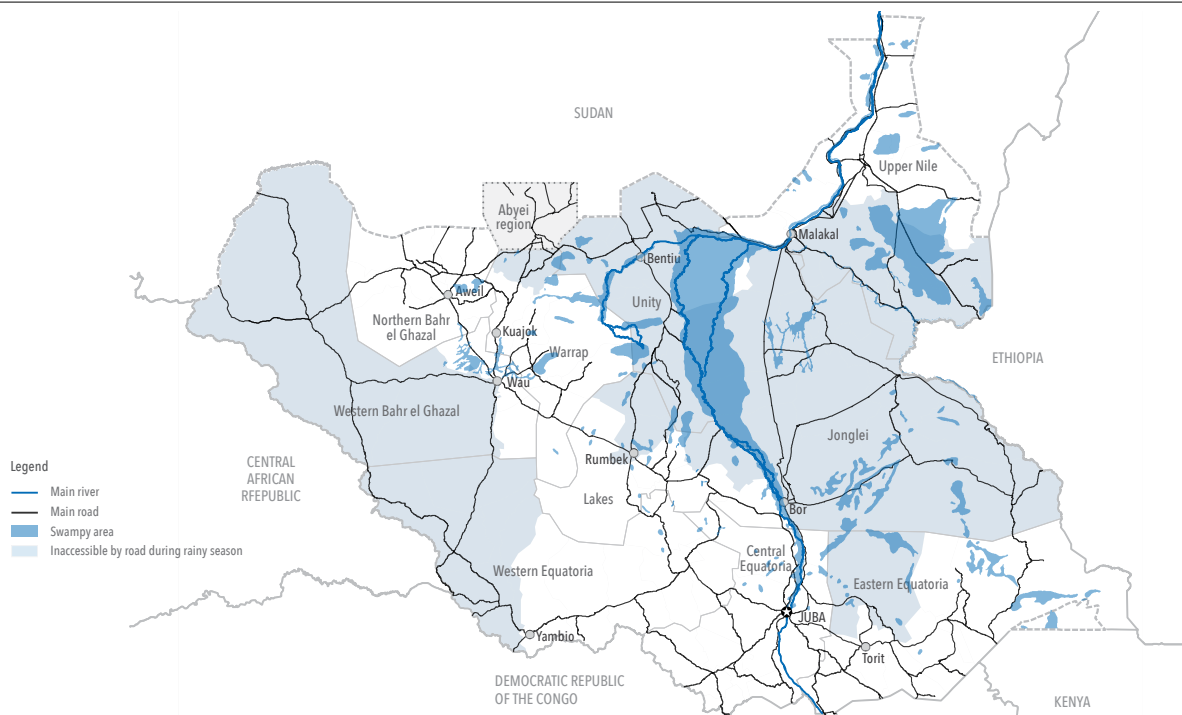 SUDAN
Upper Nile
Abyei
region
Malakal
Bentiu
Aweil
Unity
Northern Bahr
el Ghazal
Kuajok
Warrap
ETHIOPIA
Wau
Western Bahr el Ghazal
Jonglei
Rumbek
CENTRAL
AFRICAN
RFEPUBLIC
Legend
Main river
Main road
Swampy area
Inaccessible by road during rainy season
Lakes
Bor
Central
Equatoria
Western Equatoria
Eastern Equatoria
JUBA
Yambio
Torit
DEMOCRATIC REPUBLIC
OF THE CONGO
KENYA